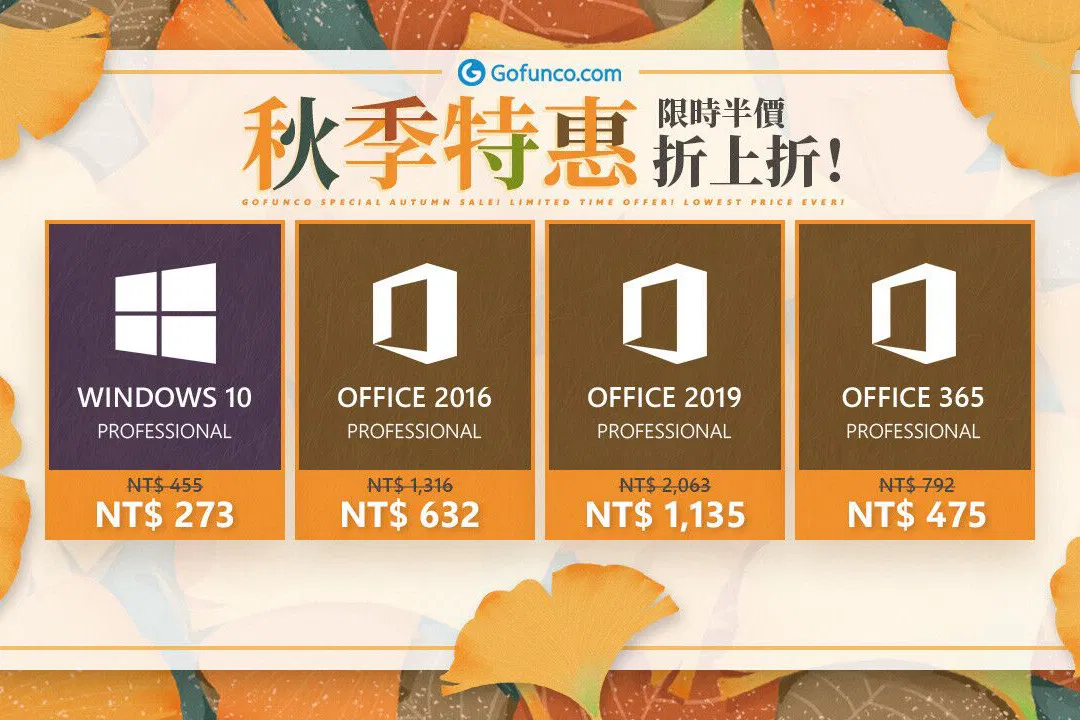 Gofunco.com
秋季特惠
限時半價
折上折!
GOFUNCO SPECIAL AUTUMN SALE! LIMITED TIME OFFER! LOWEST PRICE EVER!
WINDOWS 10
PROFESSIONAL
NT$ 455
NT$ 273
OFFICE 2016
PROFESSIONAL
NT$ 1,316
NT$ 632
OFFICE 2019
PROFESSIONAL
NT$ 2,063
NT$ 1,135
OFFICE 365
PROFESSIONAL
NT$ 792
NT$ 475